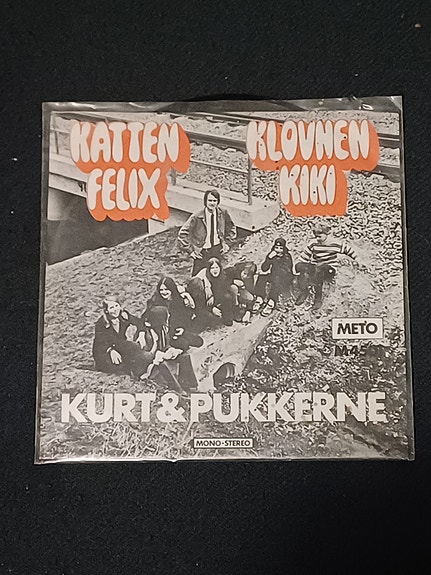 KATTEN
FELIX
KLOVNEN
KIKI
METO
KURT & PUKKERNE
MONO-STEREO